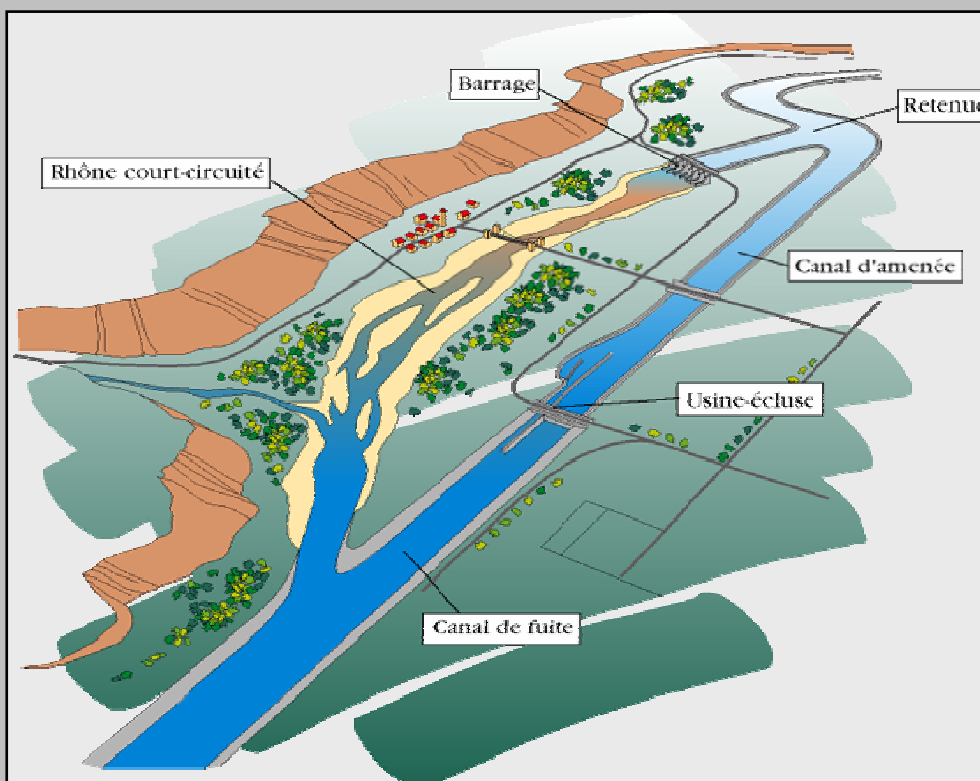 Barrage
Retenue
Rhône court-circuité
Canal d'amenée
Usine-écluse
Canal de fuite